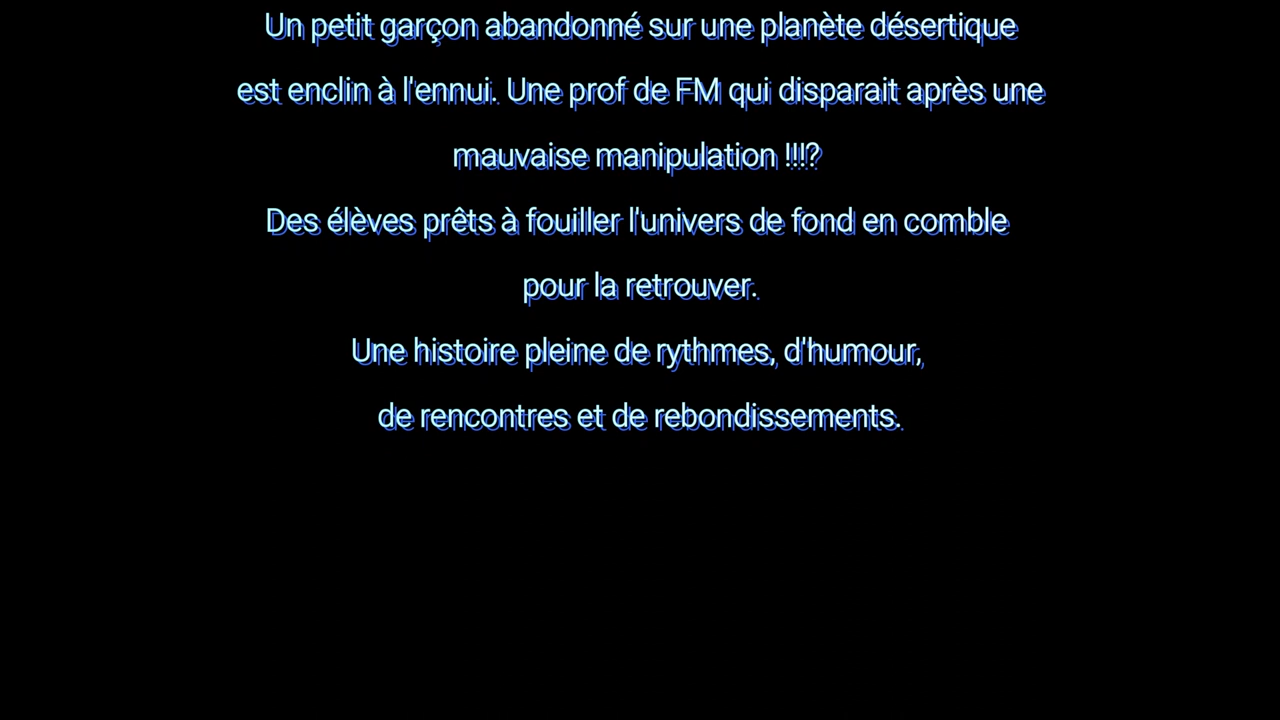 Un petit garçon abandonné sur une planète désertique
est enclin à l'ennui. Une prof de FM qui disparait après une
mauvaise manipulation !!!?
Des élèves prêts à fouiller l'univers de fond en comble
pour la retrouver.
Une histoire pleine de rythmes, d'humour,
de rencontres et de rebondissements.